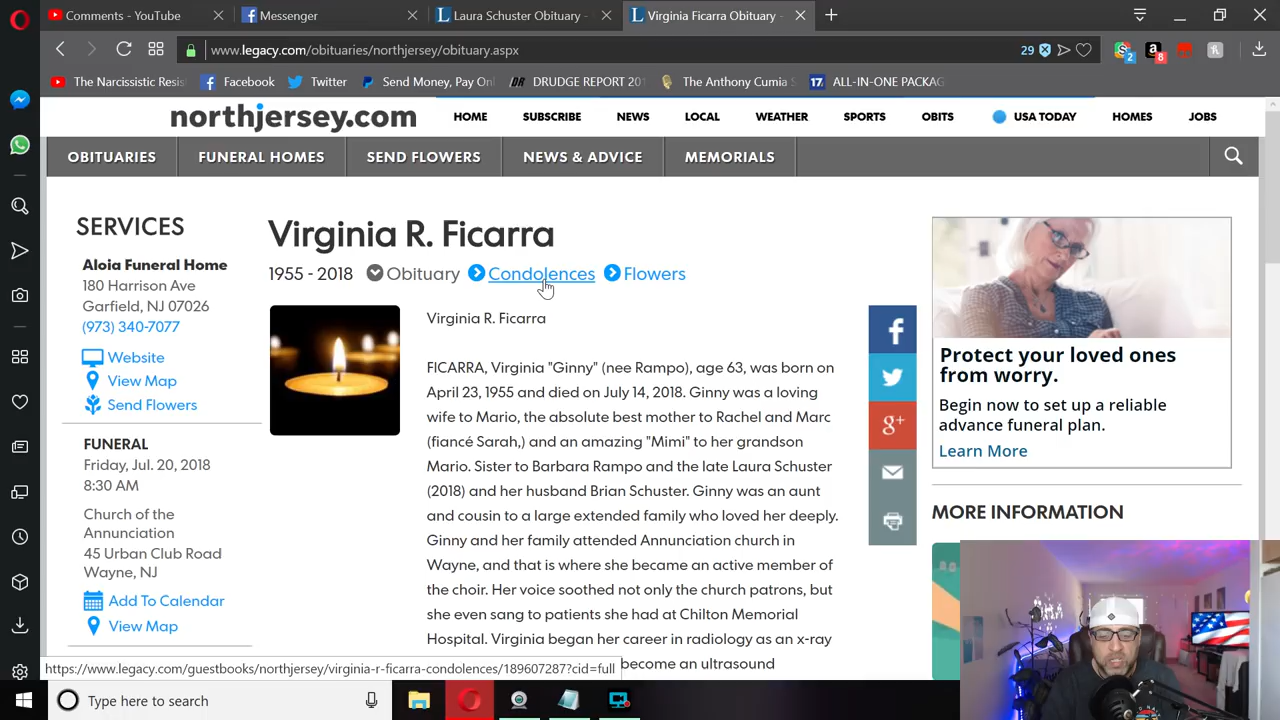 Comments - YouTube
Messenger
Laura Schuster Obituary -
Virginia Ficarra Obituary -
www.legacy.com/obituaries/northjersey/obituary.aspx
29
2
8
The Narcissistic Resis
Facebook
Twitter
Send Money, Pay Onl
DRUDGE REPORT 201
The Anthony Cumia S
17 ALL-IN-ONE PACKAG
northjersey.com
HOME
SUBSCRIBE
NEWS
LOCAL
WEATHER
SPORTS
OBITS
USA TODAY
HOMES
JOBS
OBITUARIES
FUNERAL HOMES
SEND FLOWERS
NEWS & ADVICE
MEMORIALS
SERVICES
Aloia Funeral Home
180 Harrison Ave
Garfield, NJ 07026
(973) 340-7077
Website
View Map
Send Flowers
FUNERAL
Friday, Jul. 20, 2018
8:30 AM
Church of the
Annunciation
45 Urban Club Road
Wayne, NJ
Add To Calendar
View Map
Virginia R. Ficarra
1955 - 2018
Obituary
Condolences
Flowers
Virginia R. Ficarra
FICARRA, Virginia "Ginny" (nee Rampo), age 63, was born on
April 23, 1955 and died on July 14, 2018. Ginny was a loving
wife to Mario, the absolute best mother to Rachel and Marc
(fiancé Sarah,) and an amazing "Mimi" to her grandson
Mario. Sister to Barbara Rampo and the late Laura Schuster
(2018) and her husband Brian Schuster. Ginny was an aunt
and cousin to a large extended family who loved her deeply.
Ginny and her family attended Annunciation church in
Wayne, and that is where she became an active member of
the choir. Her voice soothed not only the church patrons, but
she even sang to patients she had at Chilton Memorial
Hospital. Virginia began her career in radiology as an x-ray
become an ultrasound
Protect your loved ones
from worry.
Begin now to set up a reliable
advance funeral plan.
Learn More
MORE INFORMATION
https://www.legacy.com/guestbooks/northjersey/virginia-r-ficarra-condolences/189607287?cid=full
Type here to search